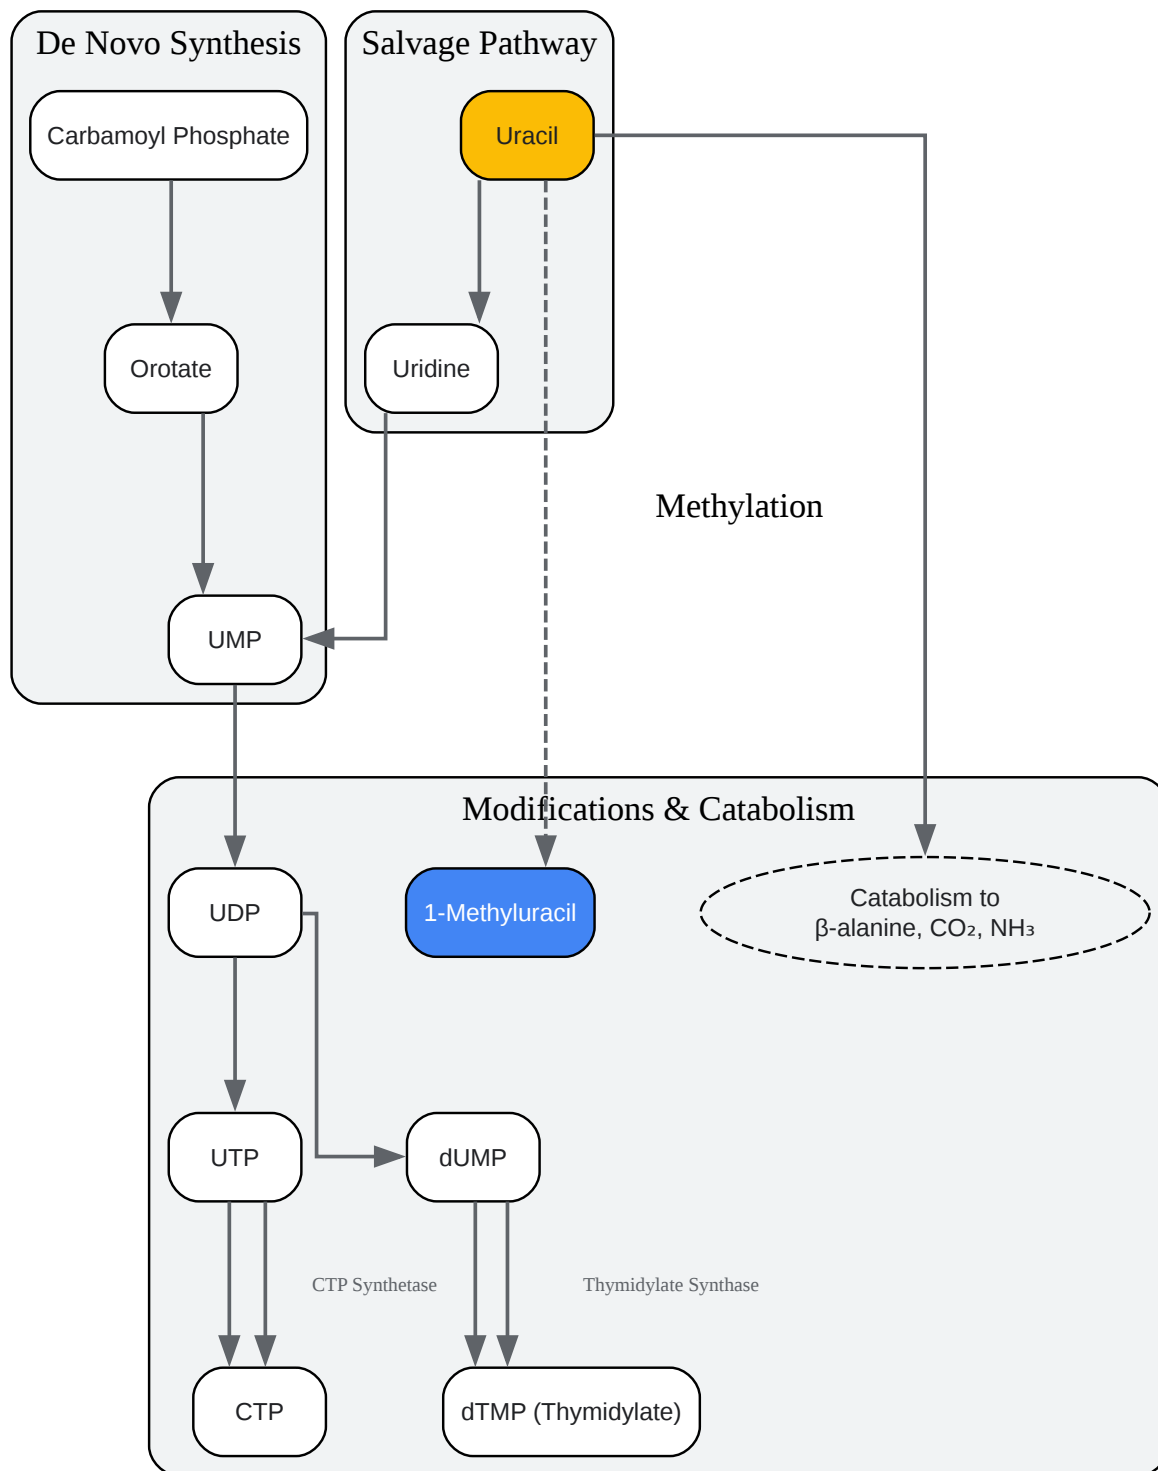 De Novo Synthesis
Salvage Pathway
Carbamoyl Phosphate
Uracil
Orotate
Uridine
Methylation
UMP
Modifications & Catabolism
UDP
1-Methyluracil
Catabolism to
β-alanine, CO₂, NH₃
UTP
dUMP
CTP Synthetase
Thymidylate Synthase
CTP
dTMP (Thymidylate)